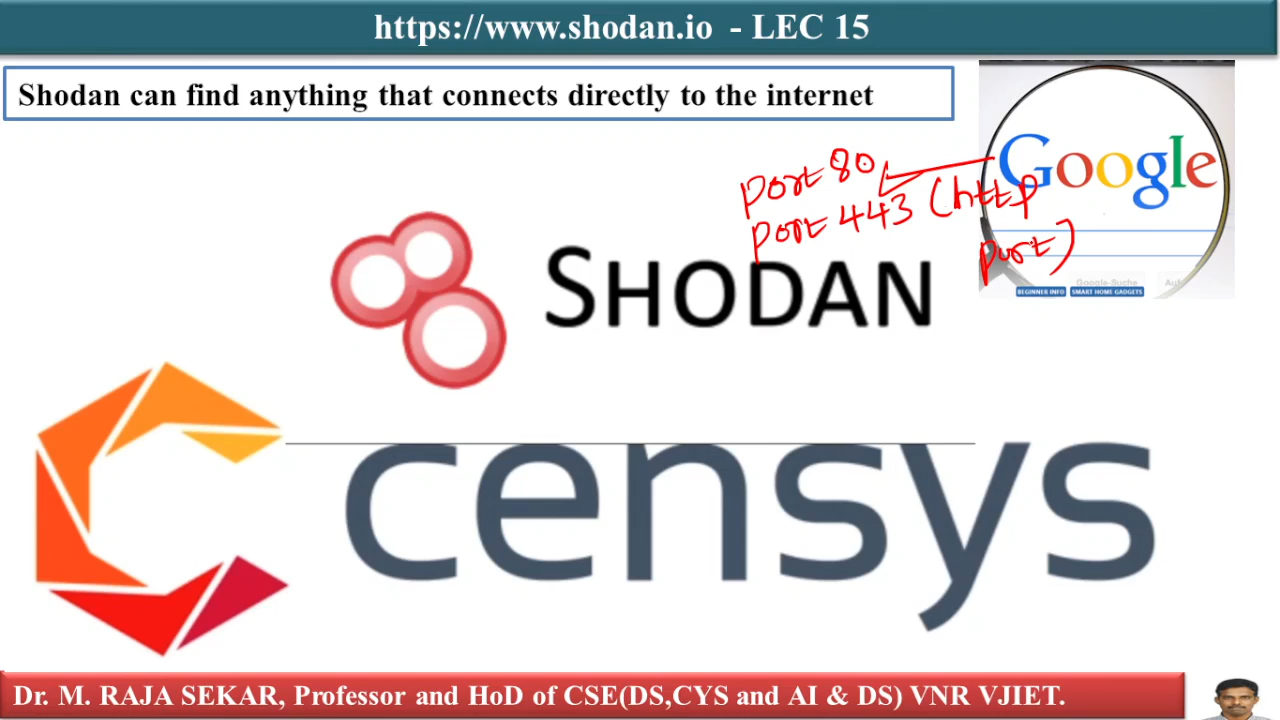 https://www.shodan.io - LEC 15
Shodan can find anything that connects directly to the internet
Google
port 80
port 443 (http
port)
Google-Suche
BEGINNER INFO SMART HOME GADGETS
SHODAN
censys
Dr. M. RAJA SEKAR, Professor and HoD of CSE(DS,CYS and AI & DS) VNR VJIET.